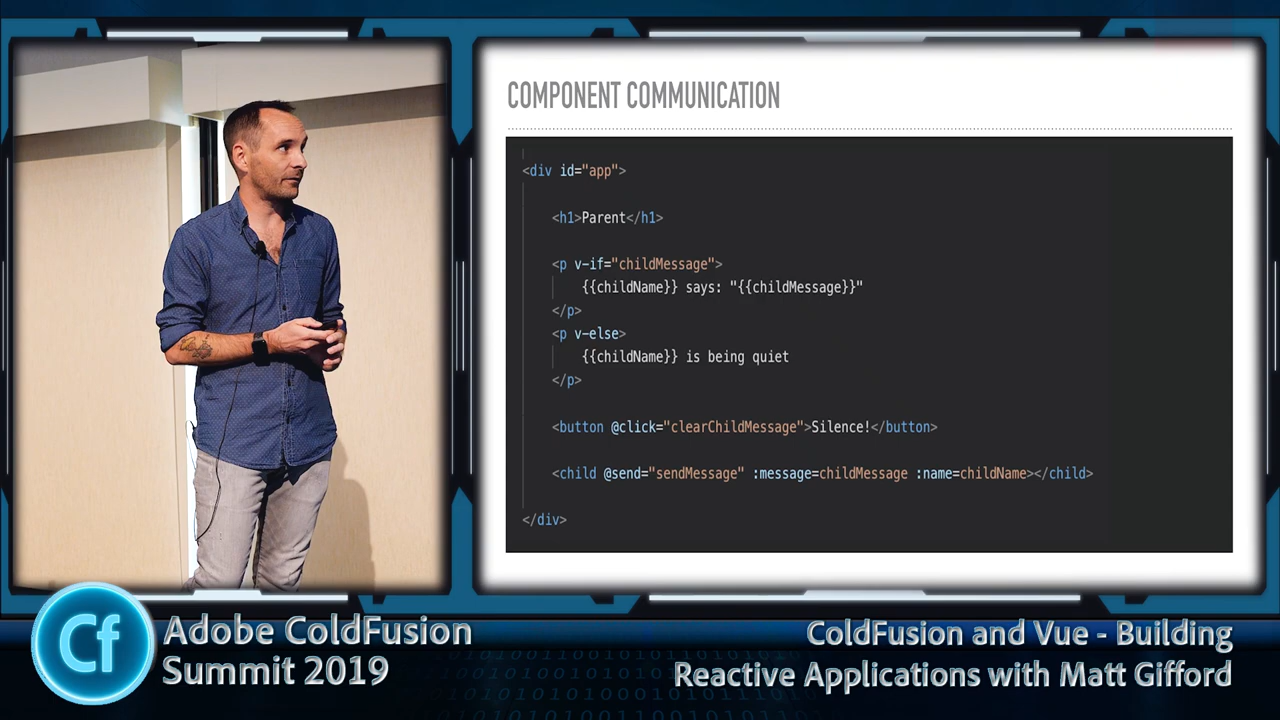 COMPONENT COMMUNICATION
<div id="app">
<h1>Parent</h1>
<p v-if="childMessage">
{{childName}} says: "{{childMessage}}"
</p>
<p v-else>
{{childName}} is being quiet
</p>
<button @click="clearChildMessage">Silence!</button>
<child @send="sendMessage" :message=childMessage :name=childName></child>
</div>
Cf
Adobe ColdFusion
Summit 2019
ColdFusion and Vue - Building
Reactive Applications with Matt Gifford